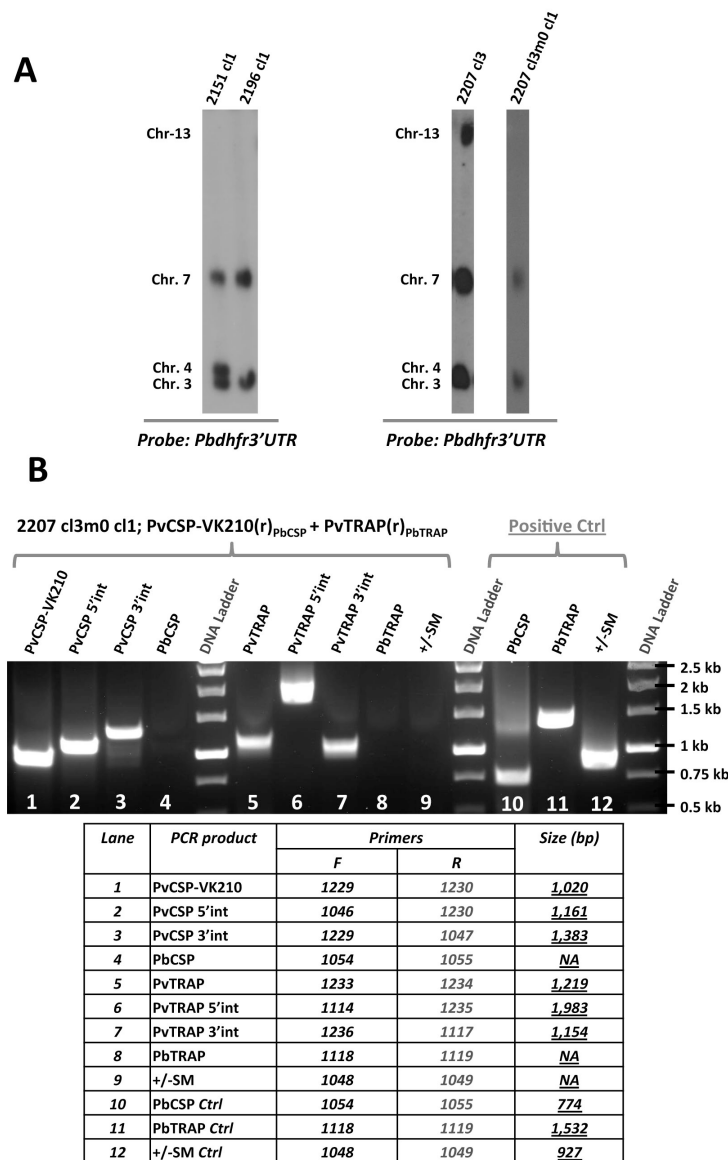 A
2151 cl1
2196 cl1
Chr-13
Chr. 7
Chr. 4
Chr. 3
Probe: Pbdhfr3’UTR
2207 cl3
2207 cl3m0 cl1
Chr-13
Chr. 7
Chr. 4
Chr. 3
Probe: Pbdhfr3’UTR
B
2207 cl3m0 cl1; PvCSP-VK210(r)PbCSP + PvTRAP(r)PbTRAP
Positive Ctrl
PvCSP-VK210
PvCSP 5’int
PvCSP 3’int
PbCSP
DNA Ladder
PvTRAP
PvTRAP 5’int
PvTRAP 3’int
PbTRAP
+/-SM
DNA Ladder
PbCSP
PbTRAP
+/-SM
DNA Ladder
2.5 kb
2 kb
1.5 kb
1 kb
0.75 kb
0.5 kb
1 2 3 4 5 6 7 8 9 10 11 12
Lane PCR product Primers Size (bp)
F R
1 PvCSP-VK210 1229 1230 1,020
2 PvCSP 5’int 1046 1230 1,161
3 PvCSP 3’int 1229 1047 1,383
4 PbCSP 1054 1055 NA
5 PvTRAP 1233 1234 1,219
6 PvTRAP 5’int 1114 1235 1,983
7 PvTRAP 3’int 1236 1117 1,154
8 PbTRAP 1118 1119 NA
9 +/-SM 1048 1049 NA
10 PbCSP Ctrl 1054 1055 774
11 PbTRAP Ctrl 1118 1119 1,532
12 +/-SM Ctrl 1048 1049 927